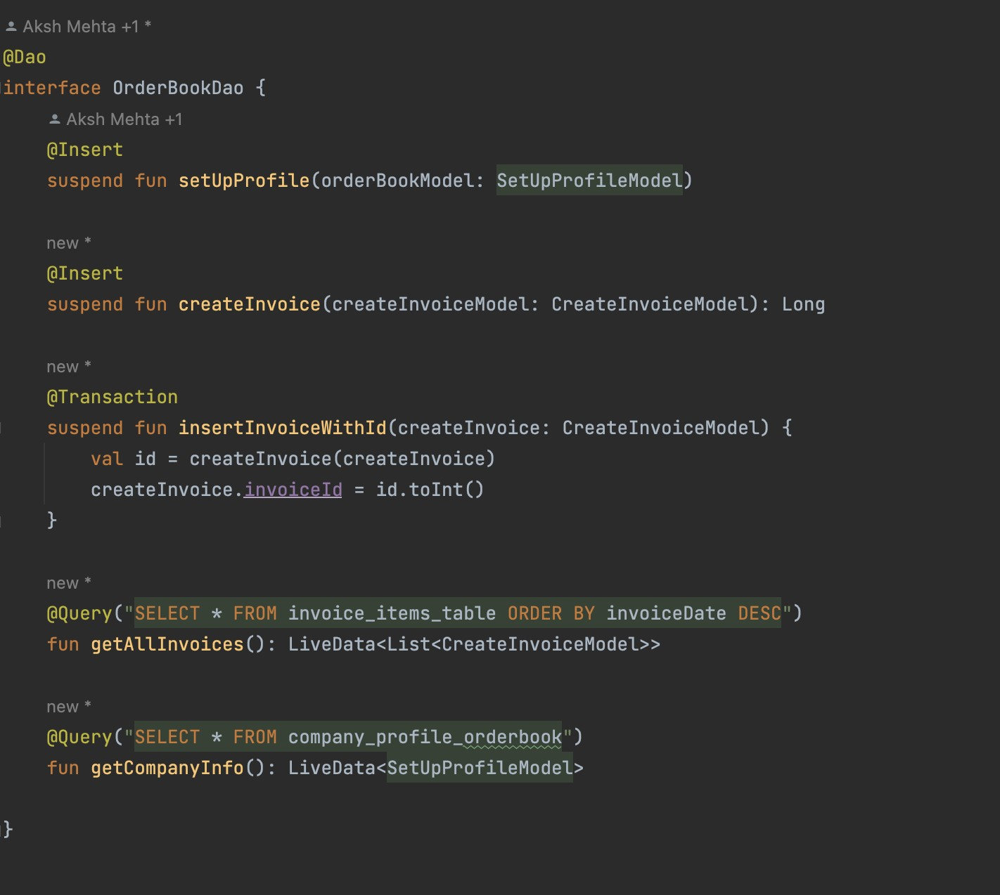 Aksh Mehta +1 *
@Dao
interface OrderBookDao {
Aksh Mehta +1
@Insert
suspend fun setUpProfile(orderBookModel: SetUpProfileModel)
new *
@Insert
suspend fun createInvoice(createInvoiceModel: CreateInvoiceModel): Long
new *
@Transaction
suspend fun insertInvoiceWithId(createInvoice: CreateInvoiceModel) {
val id = createInvoice(createInvoice)
createInvoice.invoiceId = id.toInt()
}
new *
@Query("SELECT * FROM invoice_items_table ORDER BY invoiceDate DESC")
fun getAllInvoices(): LiveData<List<CreateInvoiceModel>>
new *
@Query("SELECT * FROM company_profile_orderbook")
fun getCompanyInfo(): LiveData<SetUpProfileModel>
}